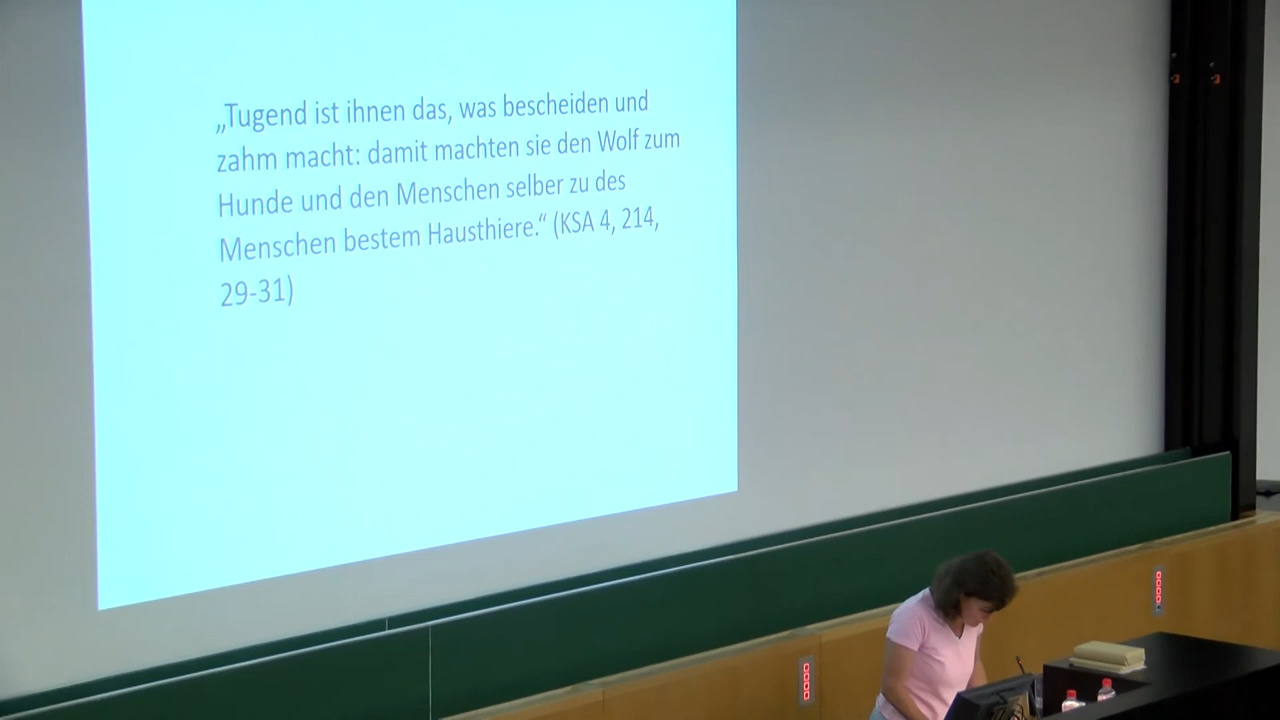 „Tugend ist ihnen das, was bescheiden und
zahm macht: damit machten sie den Wolf zum
Hunde und den Menschen selber zu des
Menschen bestem Hausthiere.“ (KSA 4, 214,
29-31)